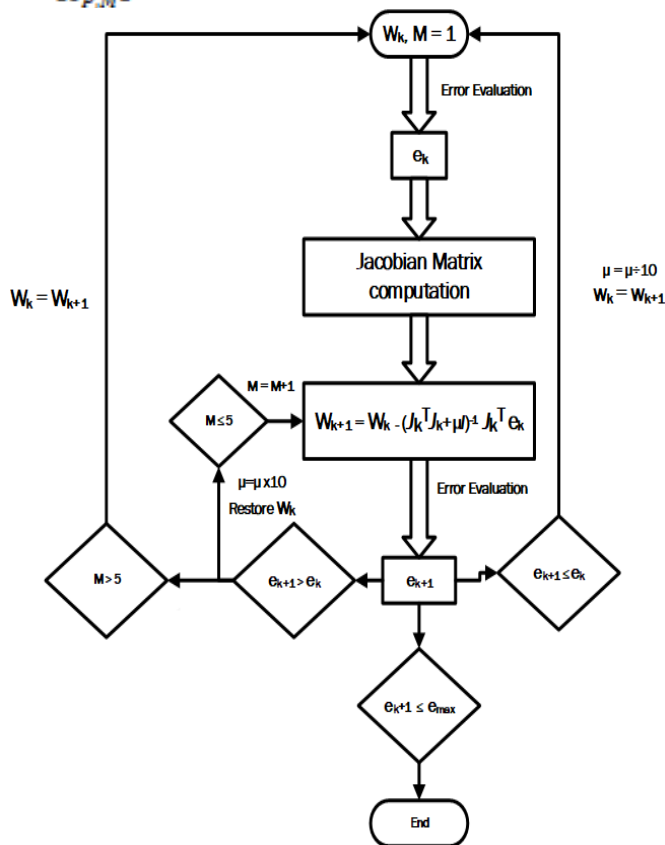 Wk, M = 1
Error Evaluation
ek
Jacobian Matrix
computation
μ = μ÷10
Wk = Wk+1
Wk = Wk+1
M = M+1
M ≤ 5
Wk+1 = Wk - (JkT Jk + μI)-1 JkT ek
μ=μ x10
Restore Wk
Error Evaluation
M > 5
ek+1 > ek
ek+1
ek+1 ≤ ek
ek+1 ≤ emax
End